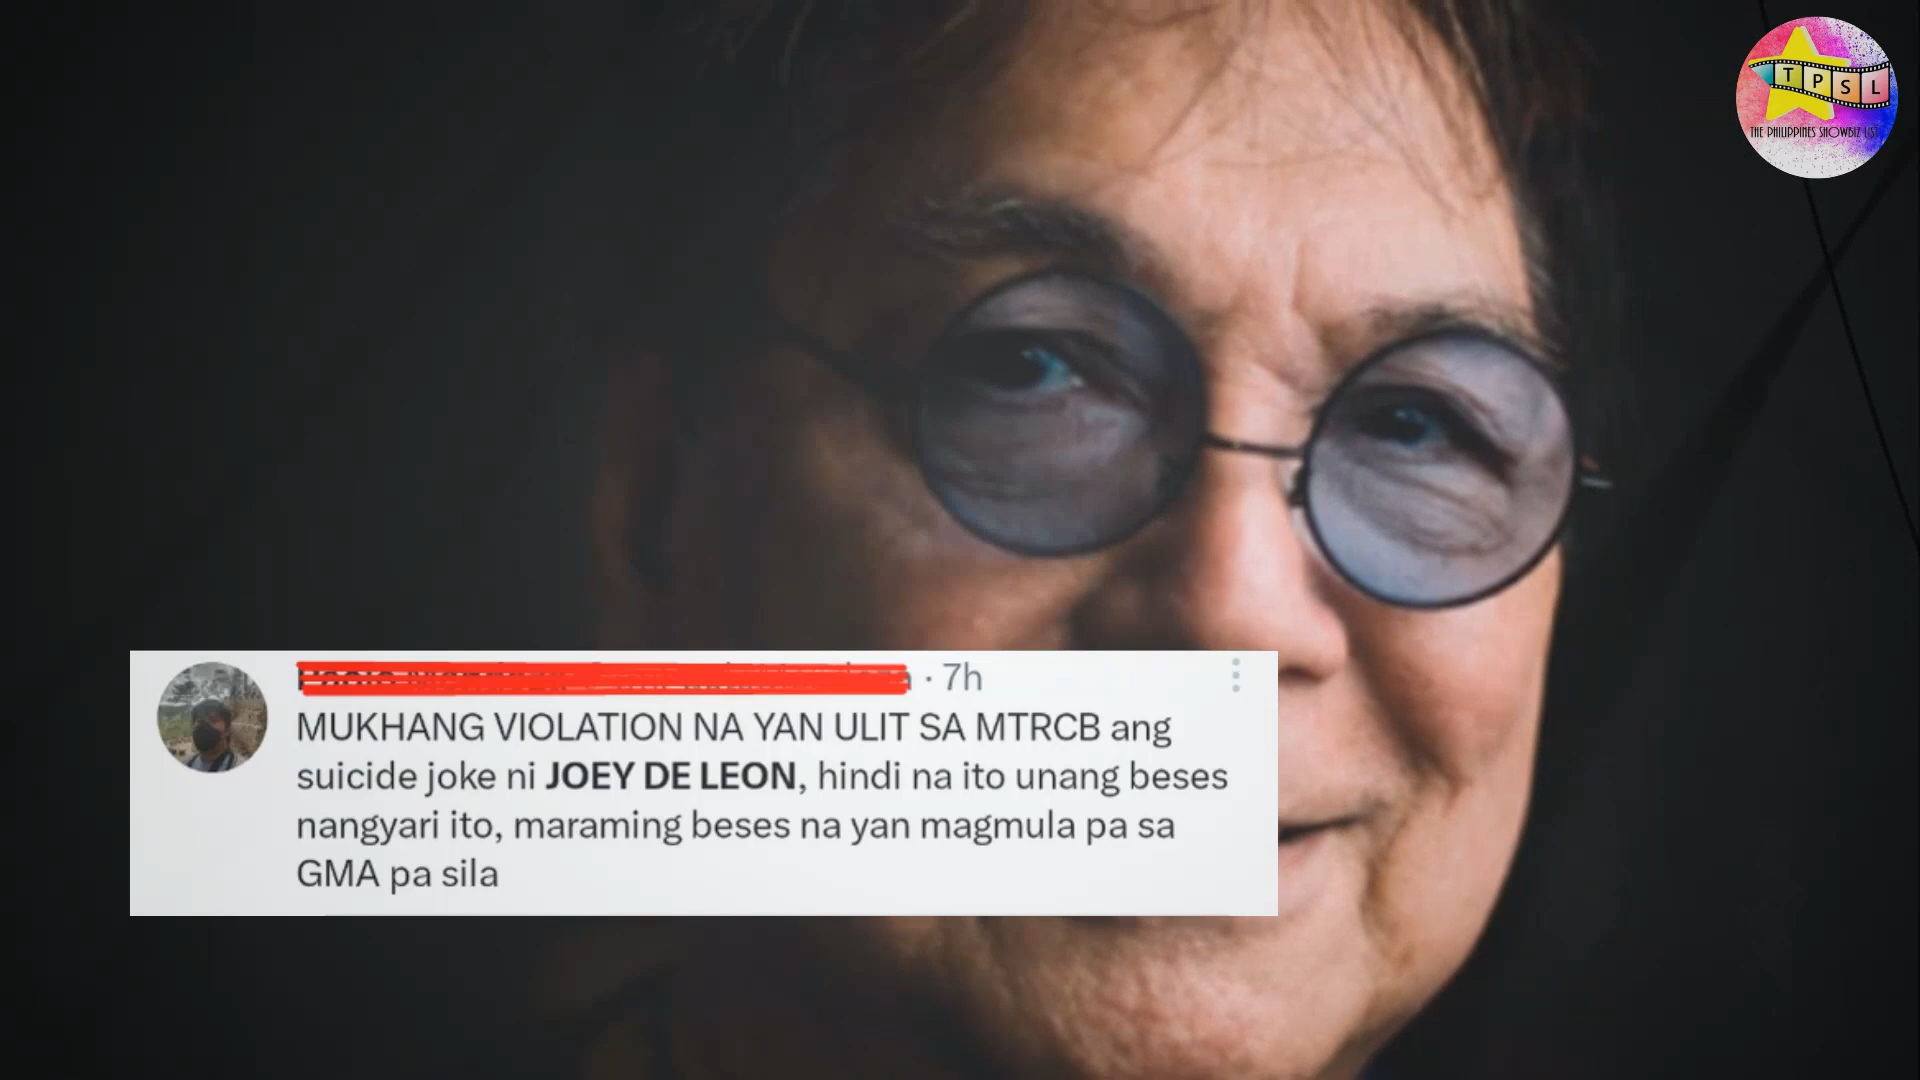 TPSL
THE PHILIPPINES SHOWBIZ LIST
· 7h
MUKHANG VIOLATION NA YAN ULIT SA MTRCB ang
suicide joke ni JOEY DE LEON, hindi na ito unang beses
nangyari ito, maraming beses na yan magmula pa sa
GMA pa sila